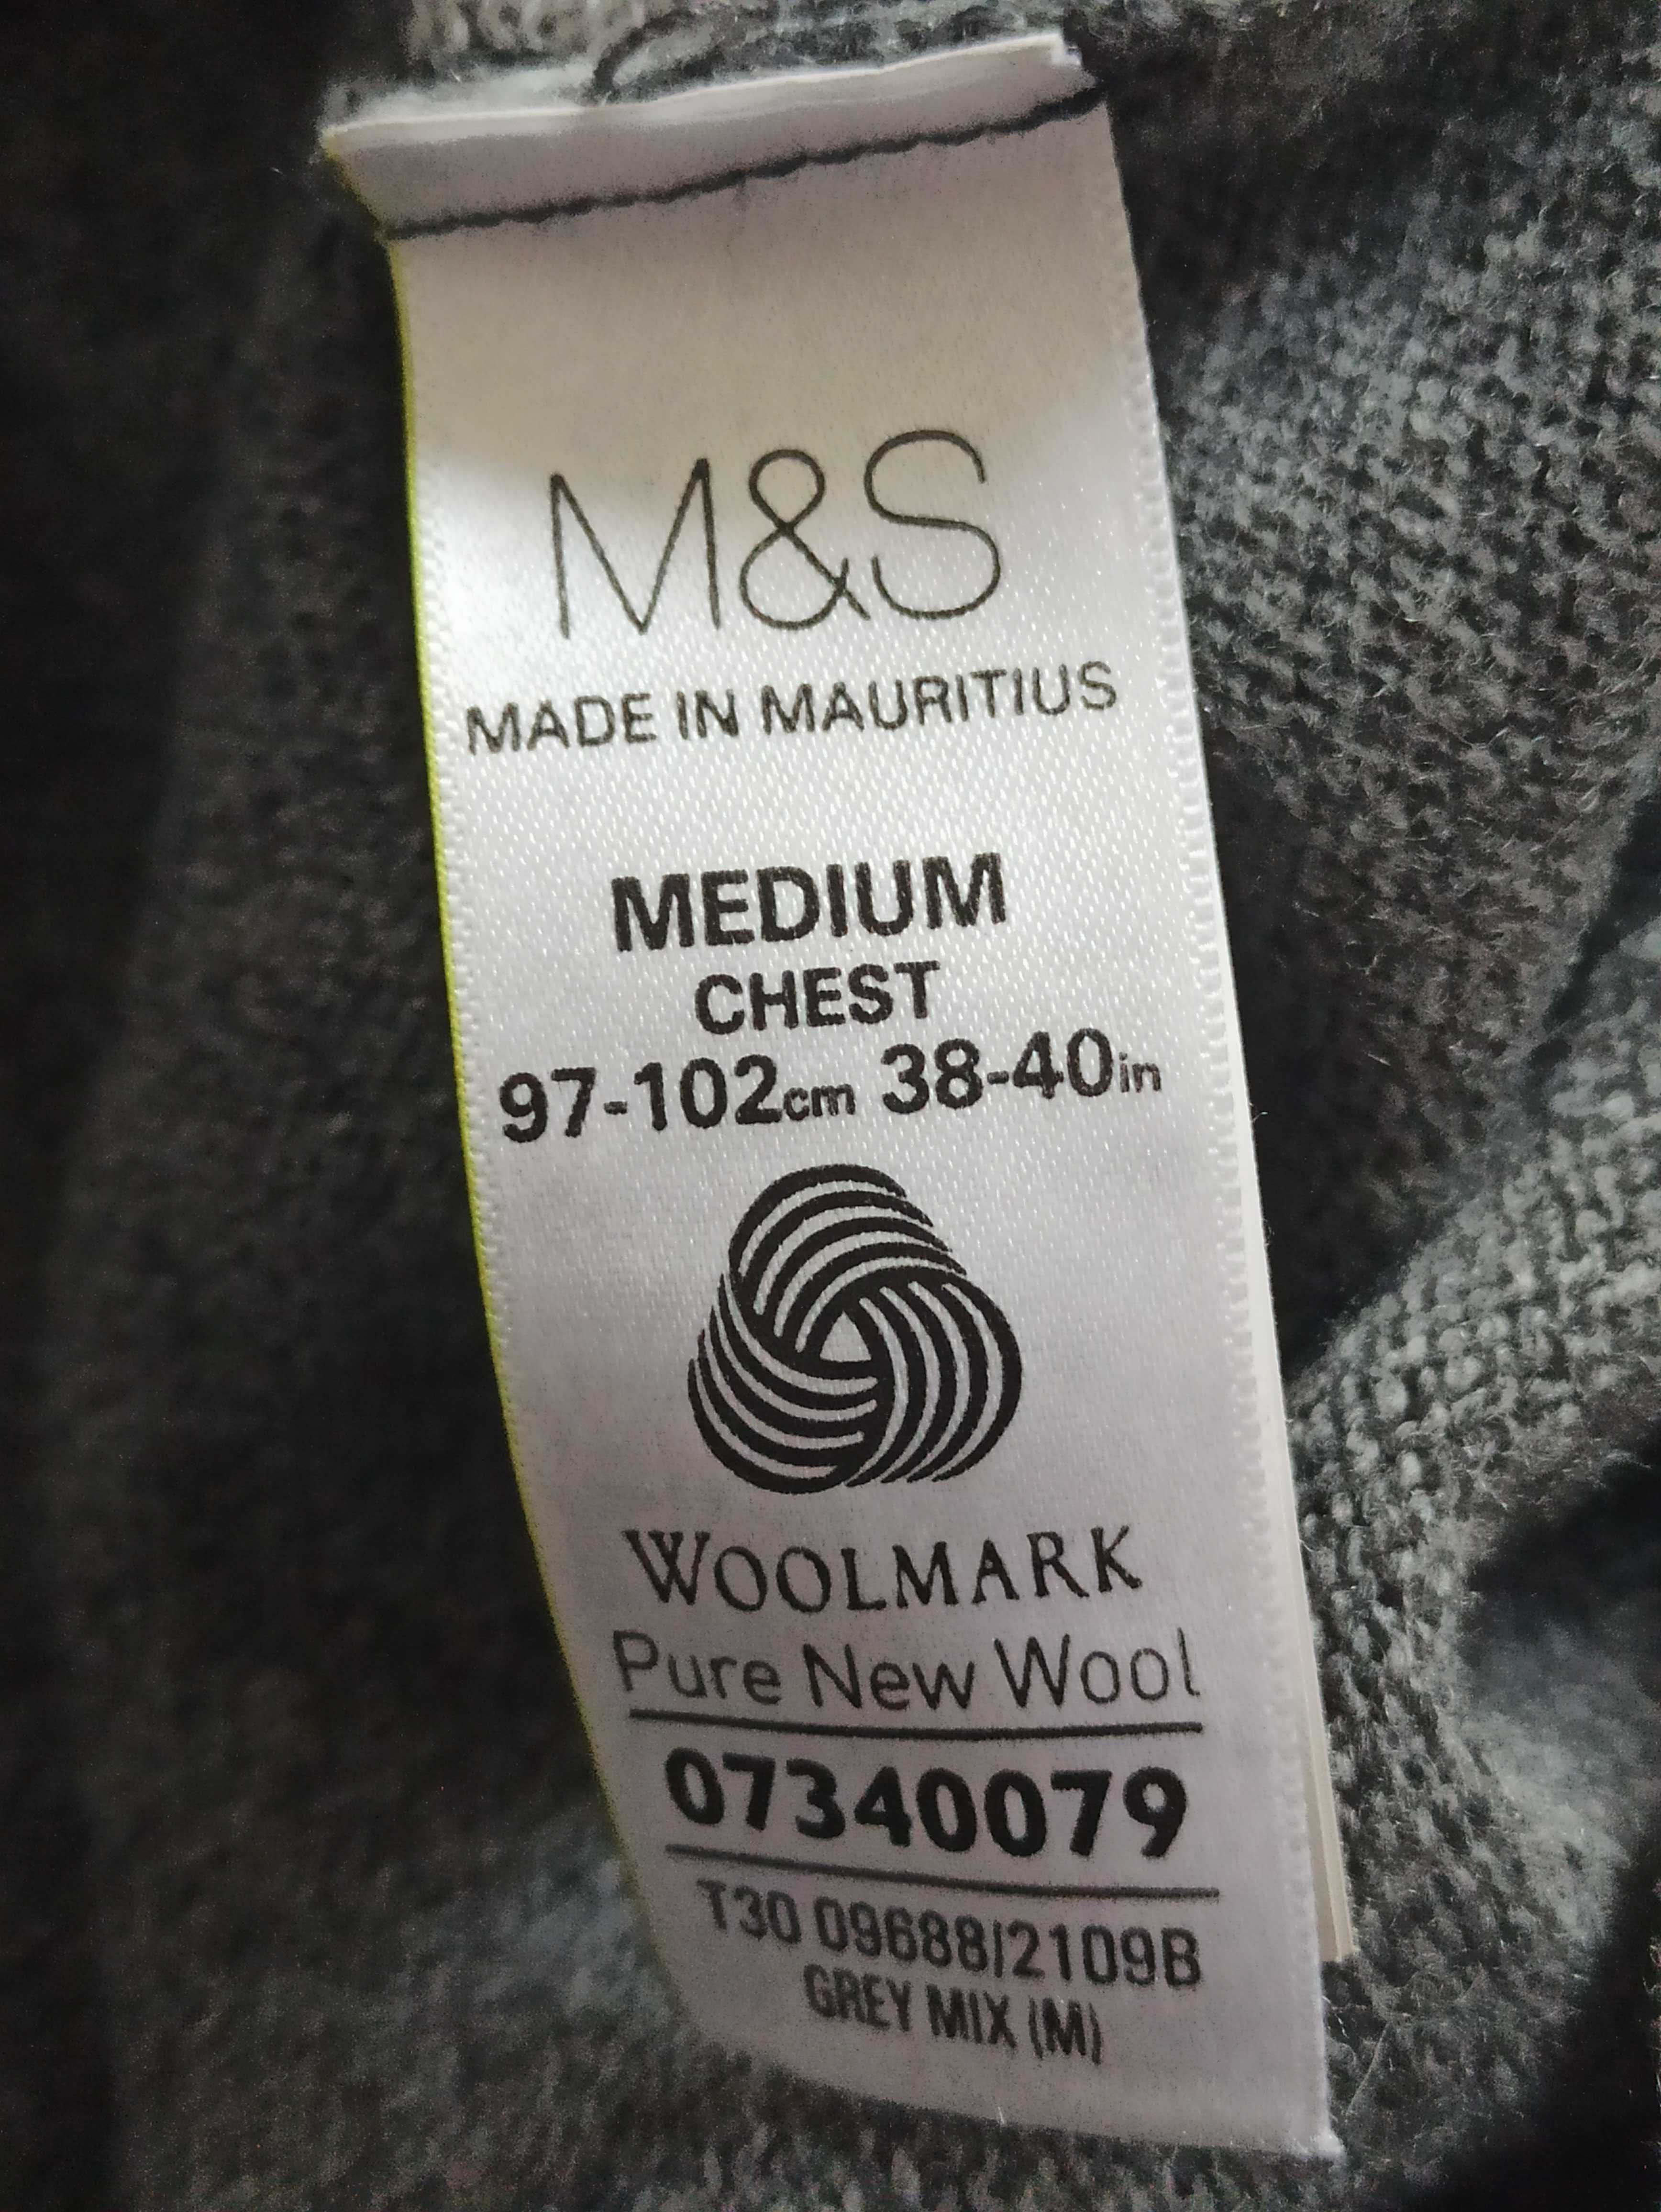 M&S
MADE IN MAURITIUS
MEDIUM
CHEST
97-102cm 38-40in
WOOLMARK
Pure New Wool
07340079
T30 09688/2109B
GREY MIX (M)